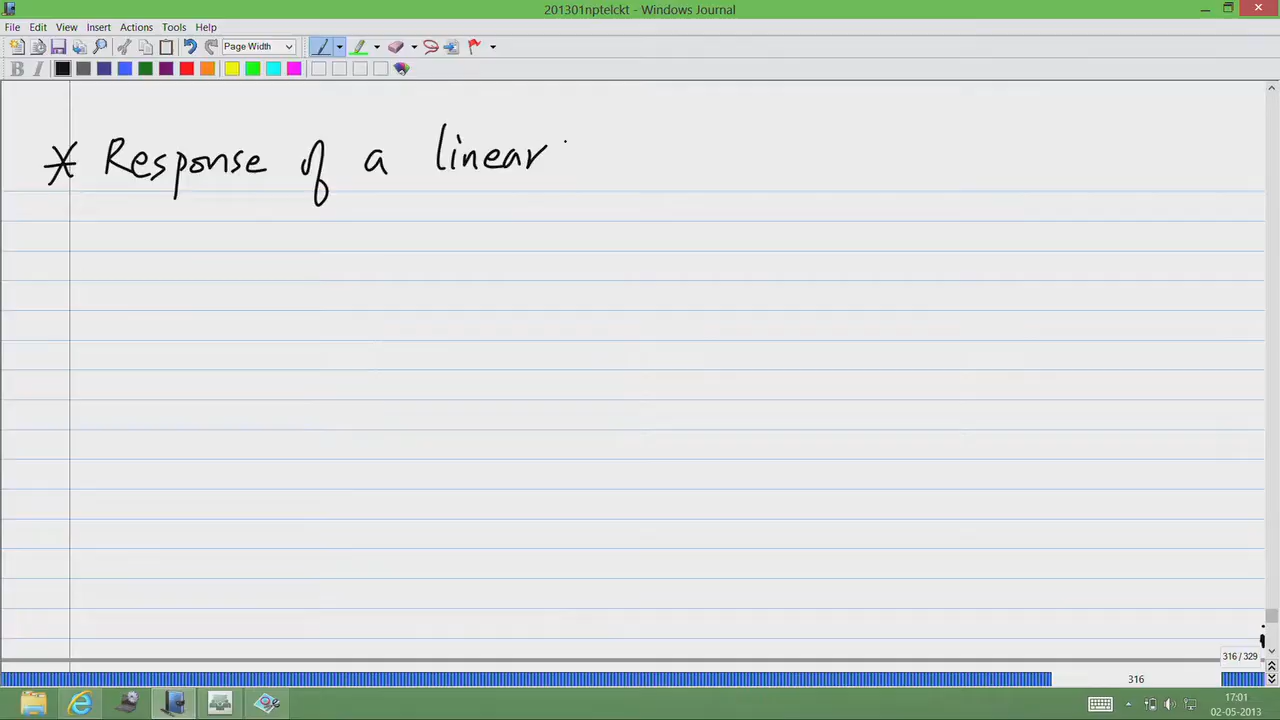 201301nptelckt - Windows Journal
File Edit View Insert Actions Tools Help
Page Width
B I
* Response of a linear
316 / 329
316
17:01
02-05-2013